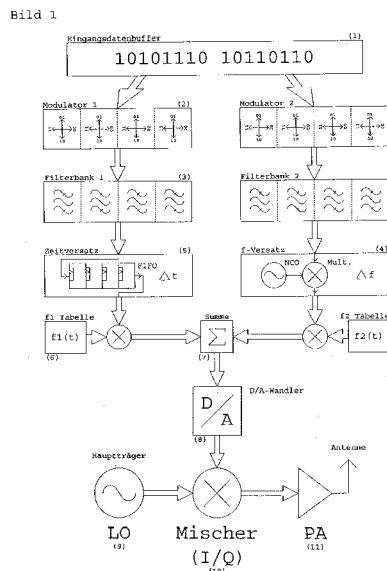 Bild 1
Eingangsdatenbuffer (1)
10101110 10110110
Modulator 1 (2)
Modulator 2
Filterbank 1 (3)
Filterbank 2
Zeitversatz (5)
f-Versatz (4)
FIFO
Δt
NCO
Mult.
Δf
f1 Tabelle
Summe
f2 Tabelle
f1(t)
Σ
f2(t)
(6)
(7)
D/A-Wandler
D/A
(8)
Hauptträger
Antenne
LO
Mischer
PA
(9)
(I/Q)
(11)
(10)